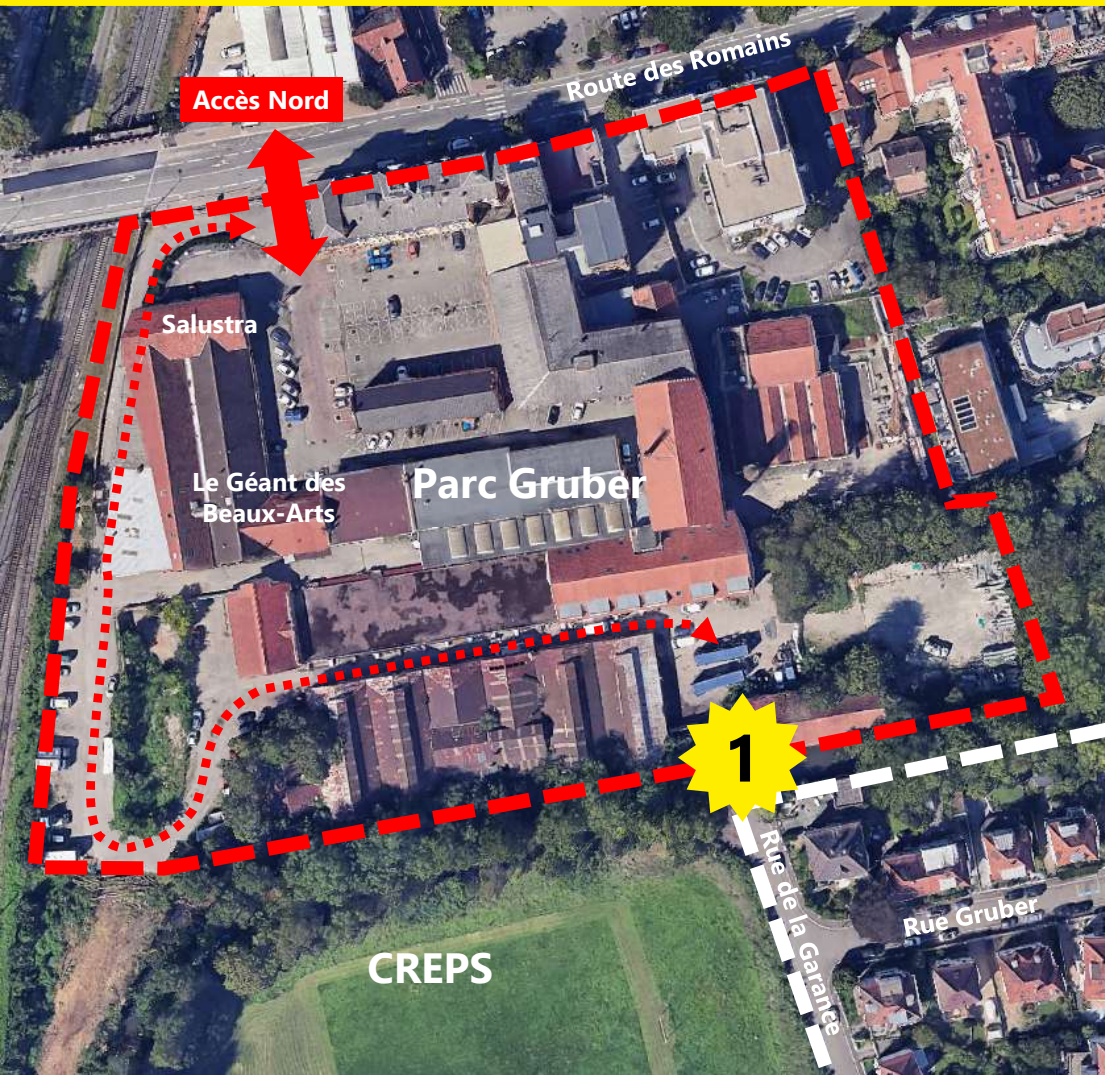 Route des Romains
Accès Nord
Salustra
Le Géant des
Beaux-Arts
Parc Gruber
1
Rue de la Garance
Rue Gruber
CREPS